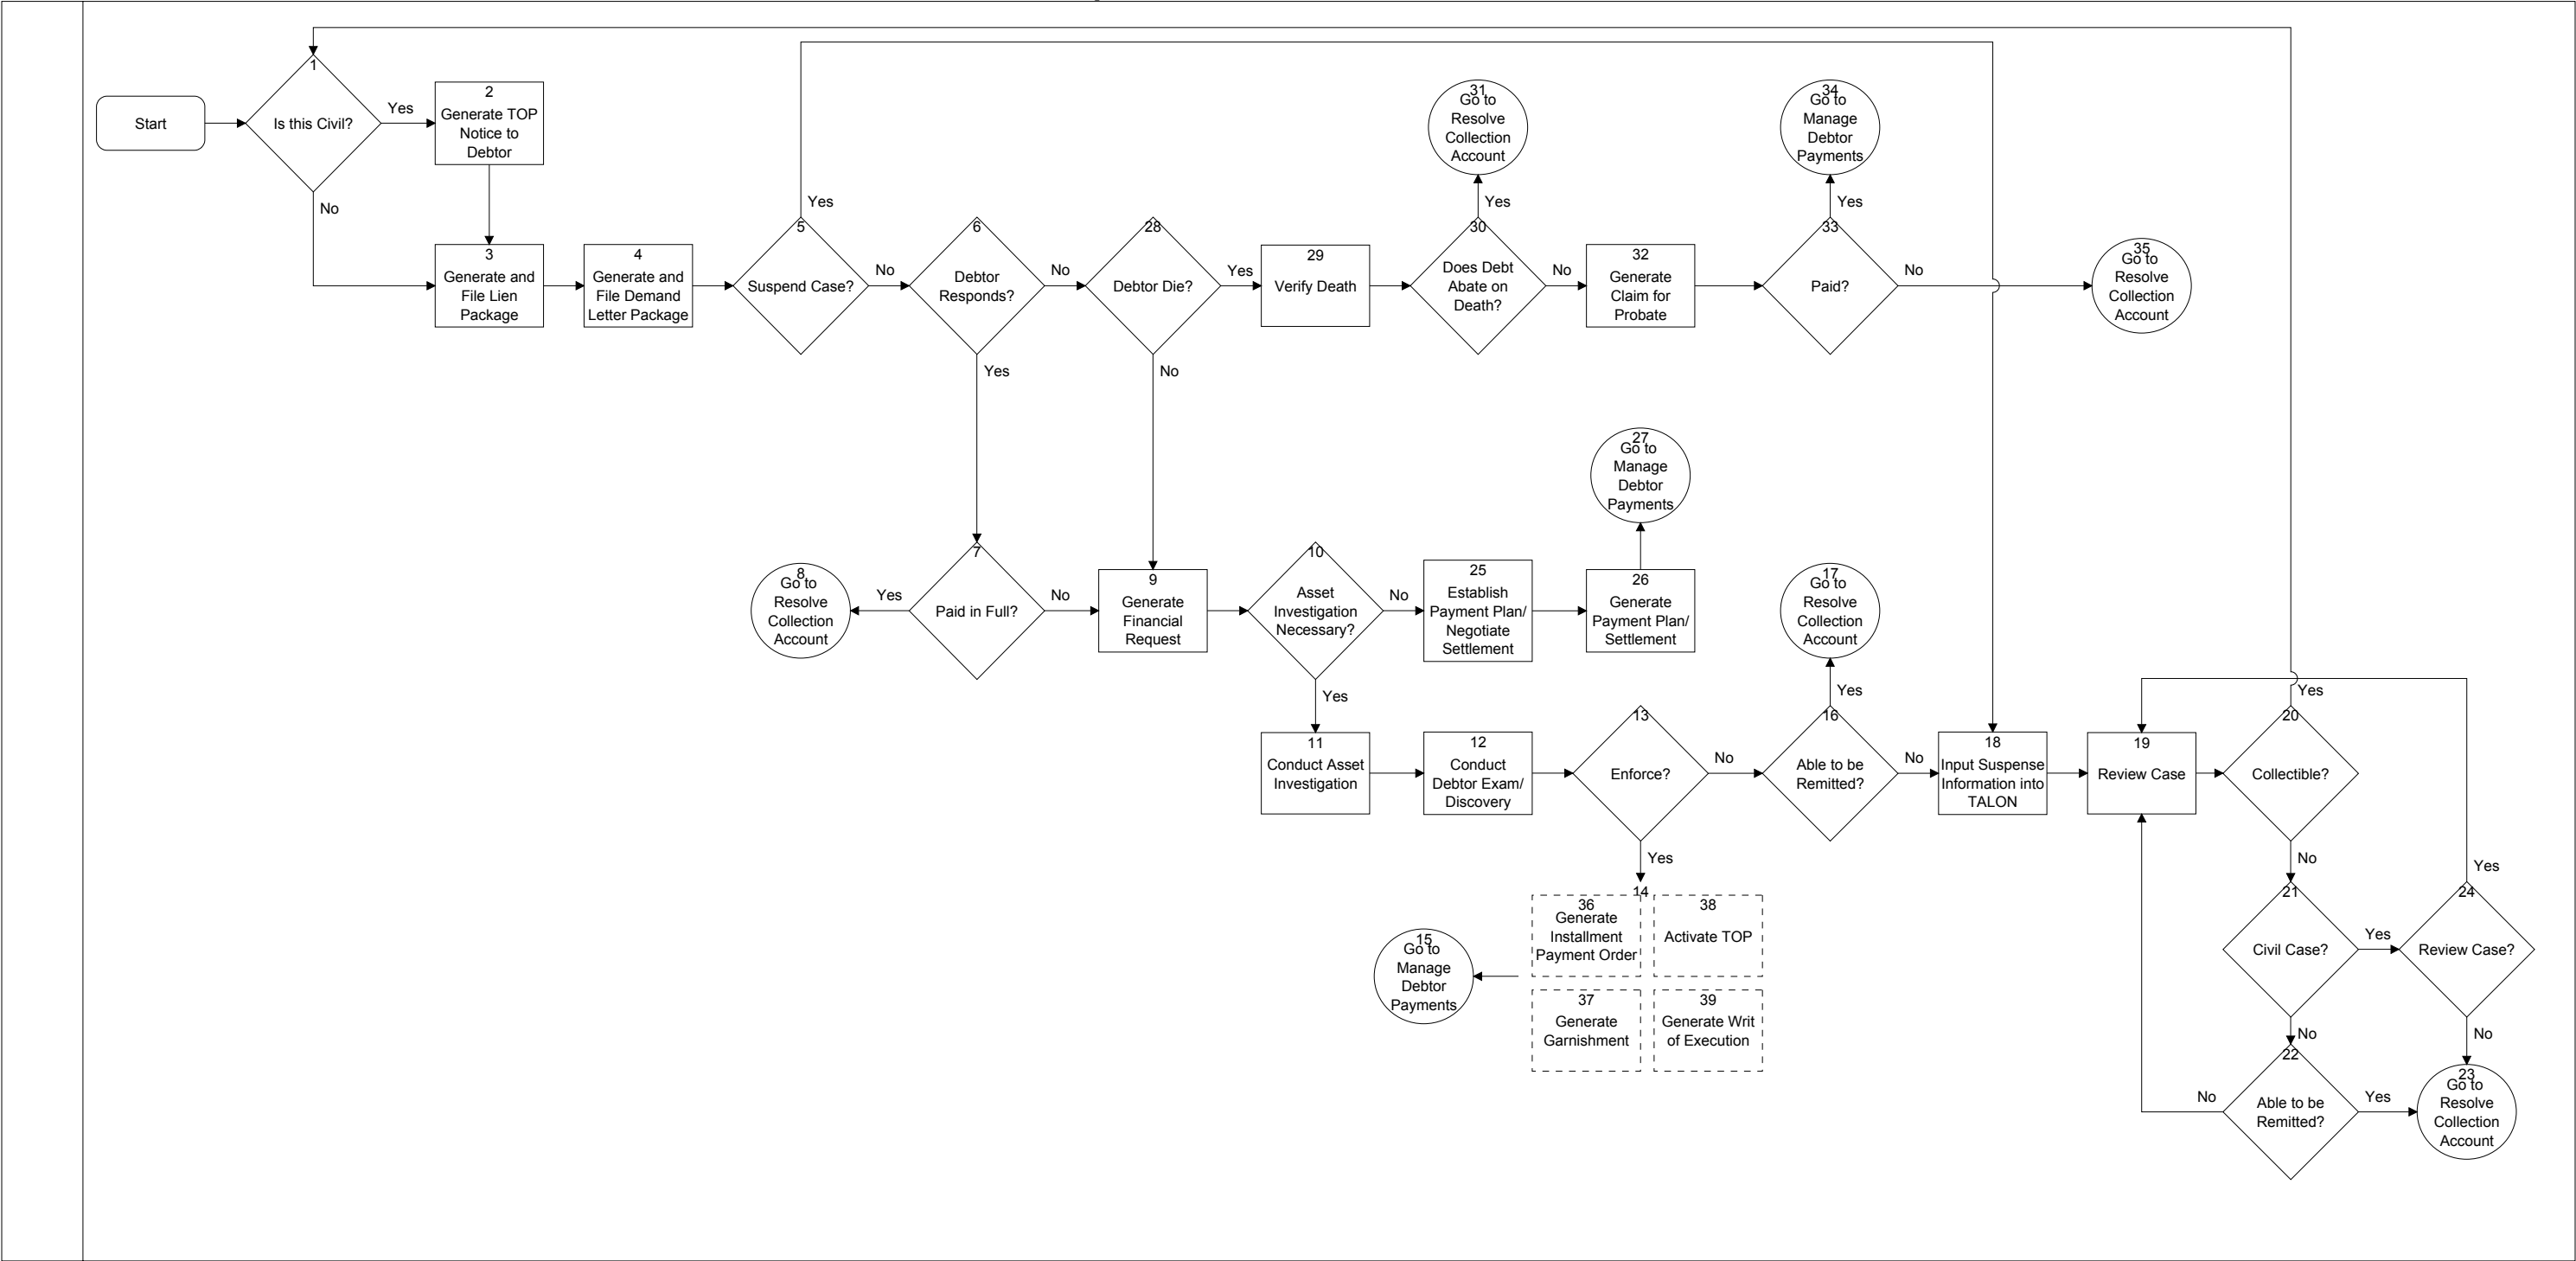 1
Start
Is this Civil?
Yes
2
Generate TOP
Notice to
Debtor
No
3
Generate and
File Lien
Package
4
Generate and
File Demand
Letter Package
5
Suspend Case?
Yes
No
6
Debtor
Responds?
No
Yes
28
Debtor Die?
Yes
No
29
Verify Death
30
Does Debt
Abate on
Death?
Yes
31
Go to
Resolve
Collection
Account
No
32
Generate
Claim for
Probate
33
Paid?
Yes
34
Go to
Manage
Debtor
Payments
No
35
Go to
Resolve
Collection
Account
7
Paid in Full?
Yes
8
Go to
Resolve
Collection
Account
No
9
Generate
Financial
Request
10
Asset
Investigation
Necessary?
No
25
Establish
Payment Plan/
Negotiate
Settlement
26
Generate
Payment Plan/
Settlement
27
Go to
Manage
Debtor
Payments
Yes
11
Conduct Asset
Investigation
12
Conduct
Debtor Exam/
Discovery
13
Enforce?
No
16
Able to be
Remitted?
Yes
17
Go to
Resolve
Collection
Account
No
18
Input Suspense
Information into
TALON
19
Review Case
20
Collectible?
Yes
No
Yes
14
36
Generate
Installment
Payment Order
38
Activate TOP
37
Generate
Garnishment
39
Generate Writ
of Execution
15
Go to
Manage
Debtor
Payments
21
Civil Case?
Yes
24
Review Case?
Yes
No
No
22
Able to be
Remitted?
No
Yes
23
Go to
Resolve
Collection
Account